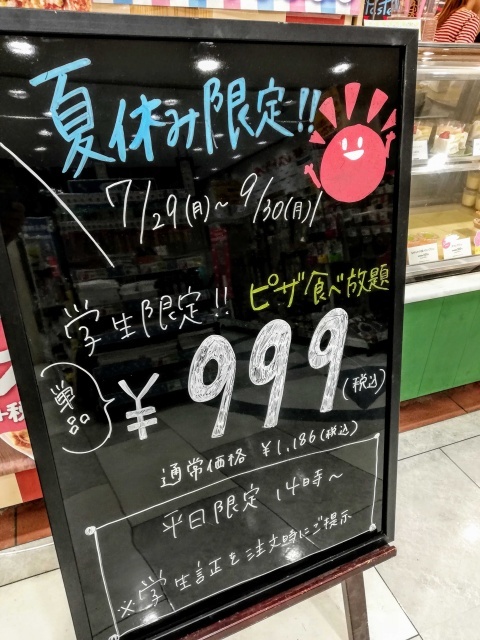 夏休み限定!!
7/29(月)~9/30(月)
学生限定!! ピザ食べ放題
単品 ¥999(税込)
通常価格 ¥1,186(税込)
平日限定 14時~
※学生証正を注文時にご提示